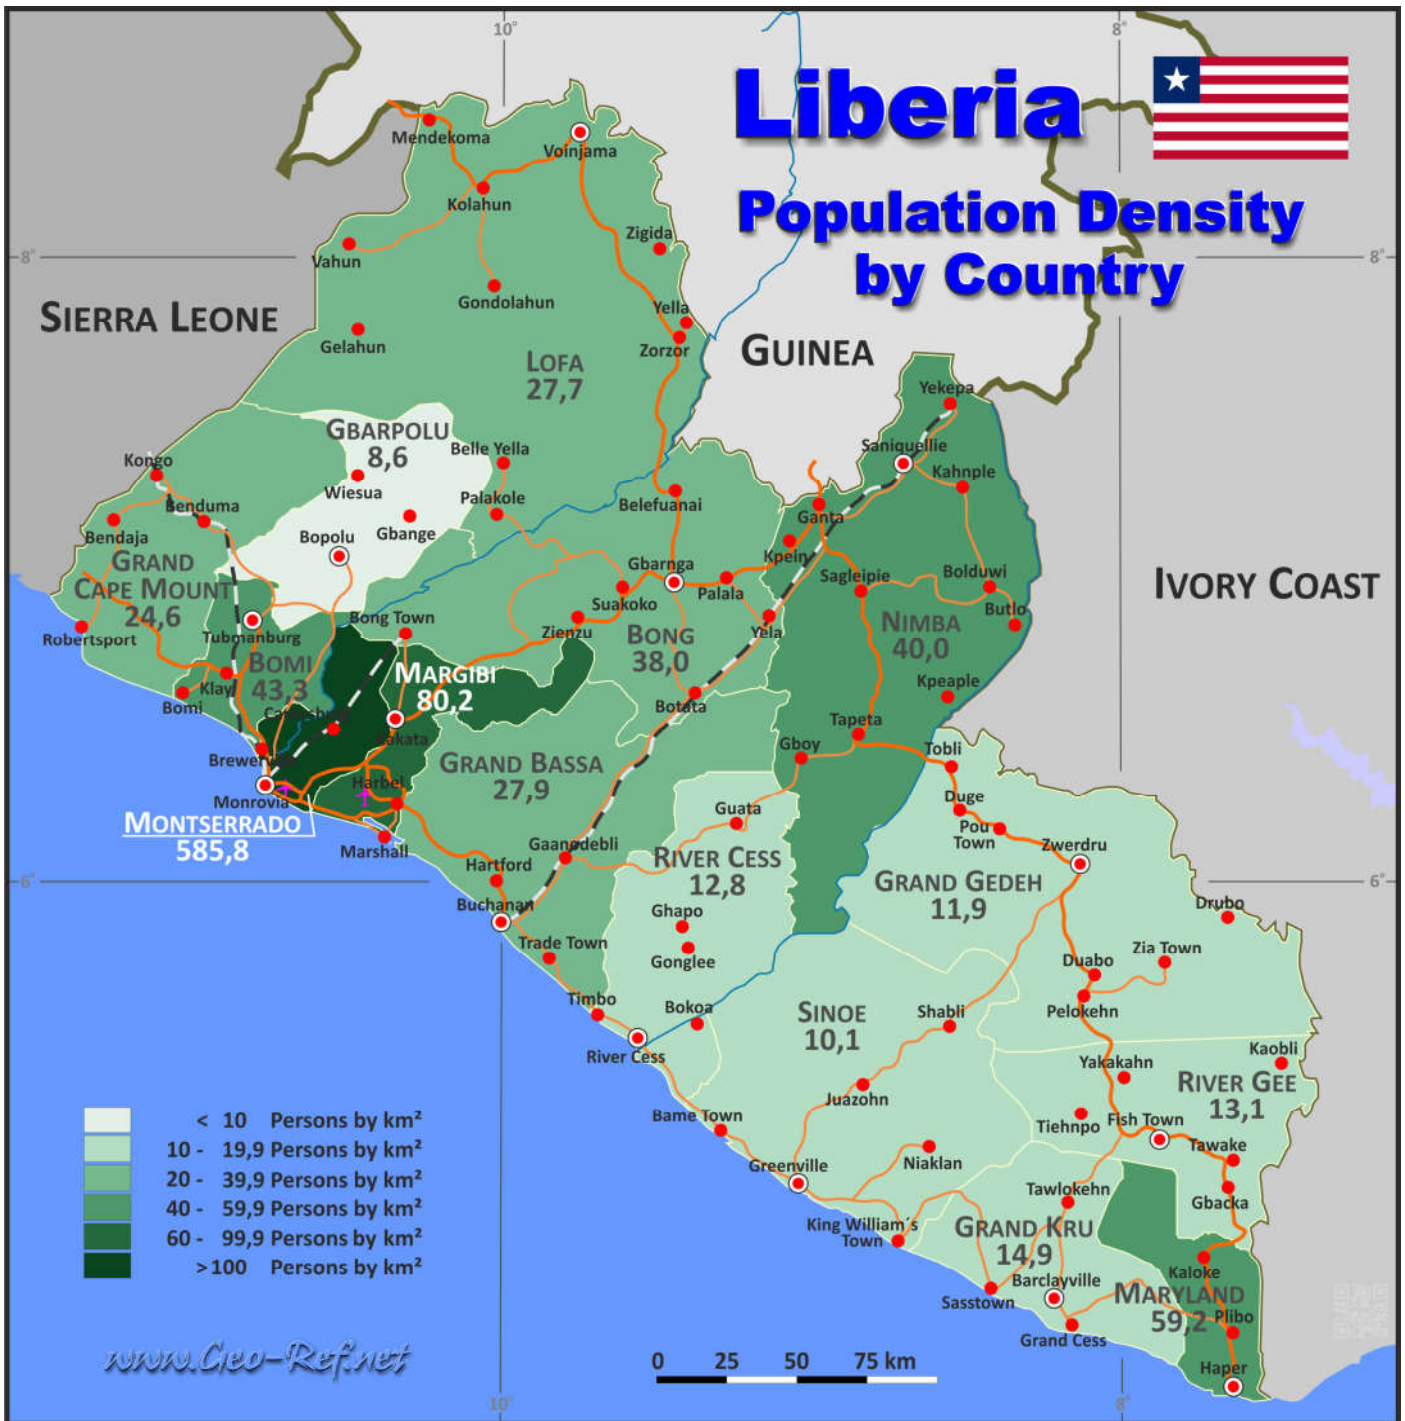 10°
8°
Liberia
Population Density
by Country
Mendekoma
Voinjama
Kolahun
Zigida
Vahun
8°
8°
Gondolahun
SIERRA LEONE
Yella
Gelahun
Zorzor
GUINEA
LOFA
27,7
Yekepa
GBARPOLU
8,6
Belle Yella
Saniquellie
Kongo
Kahnple
Wiesua
Palakole
Belefuanai
Benduma
Ganta
Bendaja
Bopolu
Gbange
Kpein
GRAND
CAPE MOUNT
24,6
Gbarnga
Sagleipie
Bolduwi
IVORY COAST
Suakoko
Palala
Butlo
Robertsport
Tubmanburg
Bong Town
Zienzu
BONG
38,0
Yela
NIMBA
40,0
BOMI
43,3
MARGIBI
80,2
Klay
Kpeaple
Bomi
Botata
Tapeta
Kakata
Gboy
Tobli
GRAND BASSA
27,9
Harbel
Monrovia
Duge
Guata
MONTSERRADO
585,8
Pou
Town
Marshall
Gaanodebli
Zwerdru
Hartford
RIVER CESS
12,8
GRAND GEDEH
11,9
6°
6°
Buchanan
Ghapo
Drubo
Trade Town
Gonglee
Zia Town
Duabo
Timbo
Bokoa
SINOE
10,1
Shabli
Pelokehn
River Cess
Kaobli
Yakakahn
RIVER GEE
13,1
Juazohn
Bame Town
Tiehnpo
Fish Town
< 10 Persons by km²
10 - 19,9 Persons by km²
20 - 39,9 Persons by km²
40 - 59,9 Persons by km²
60 - 99,9 Persons by km²
>100 Persons by km²
Niaklan
Tawake
Greenville
Tawlokehn
Gbacka
King William´s
Town
GRAND KRU
14,9
Kaloke
Barclayville
MARYLAND
59,2
Sasstown
Plibo
Grand Cess
www.Geo-Ref.net
0 25 50 75 km
Haper
10°
8°